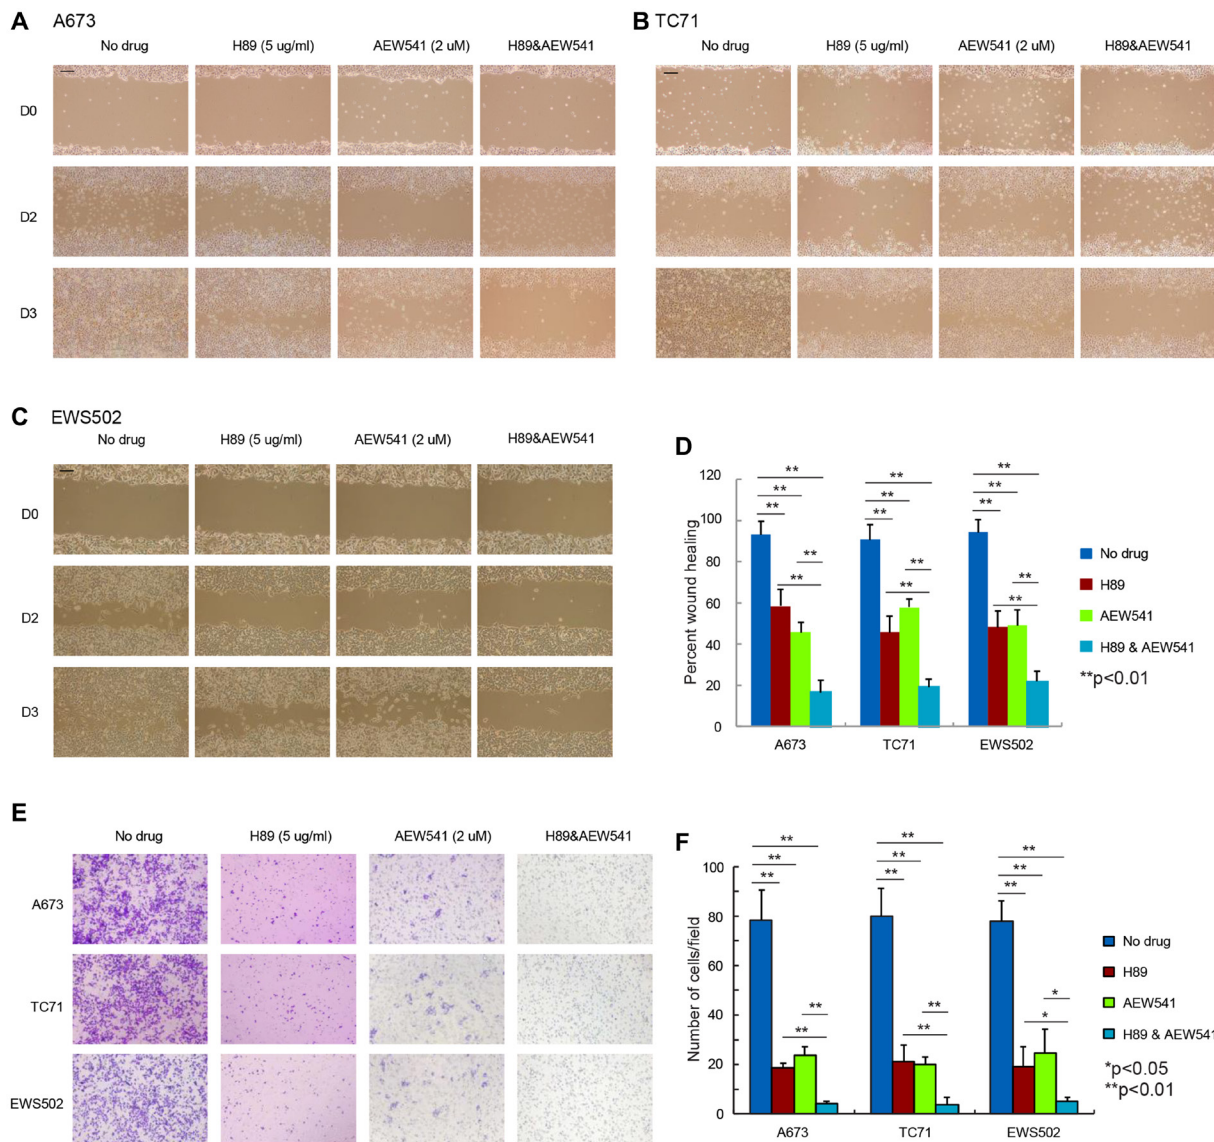 A A673
No drug H89 (5 ug/ml) AEW541 (2 uM) H89&AEW541
D0
D2
D3
B TC71
No drug H89 (5 ug/ml) AEW541 (2 uM) H89&AEW541
C EWS502
No drug H89 (5 ug/ml) AEW541 (2 uM) H89&AEW541
D0
D2
D3
D
Percent wound healing
120
100
80
60
40
20
0
** ** **
** ** **
** ** **
** ** **
** ** **
A673 TC71 EWS502
No drug
H89
AEW541
H89 & AEW541
**p<0.01
E
No drug H89 (5 ug/ml) AEW541 (2 uM) H89&AEW541
A673
TC71
EWS502
F
Number of cells/field
100
80
60
40
20
0
** ** **
** ** **
** ** **
** ** *
** ** *
A673 TC71 EWS502
No drug
H89
AEW541
H89 & AEW541
*p<0.05
**p<0.01